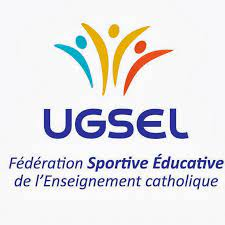 UGSEL
Fédération Sportive Éducative
de l'Enseignement catholique